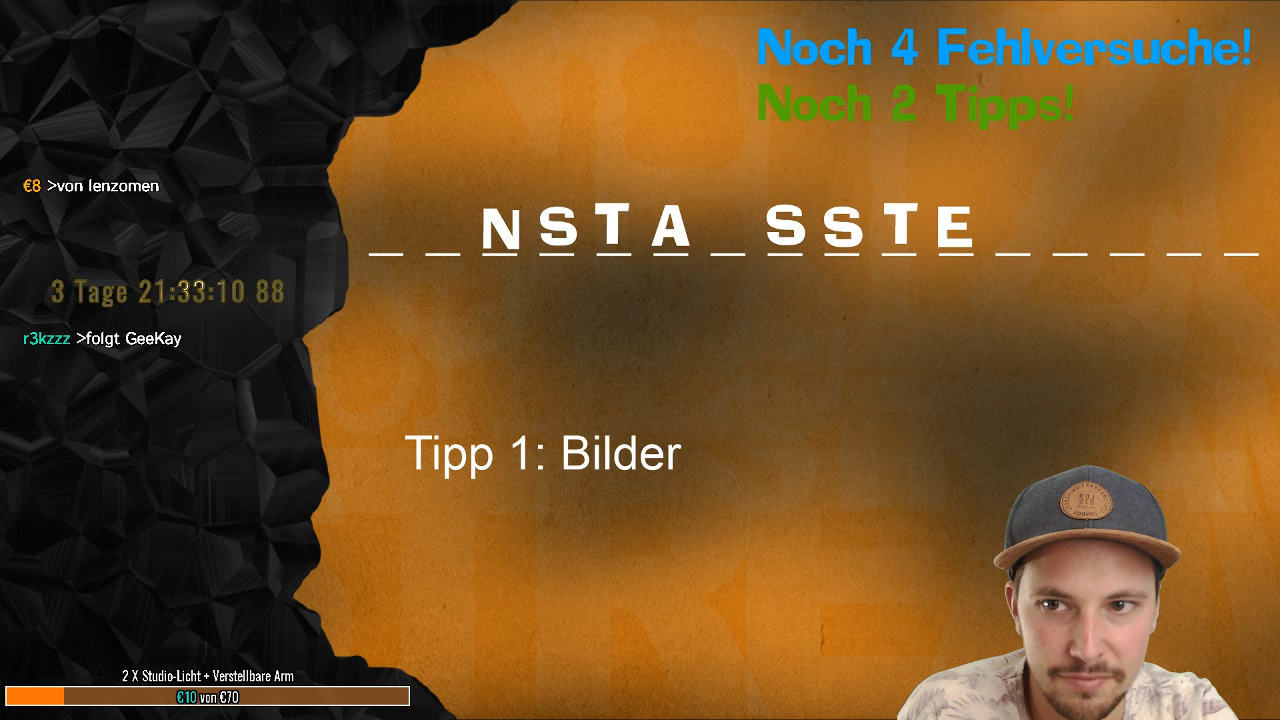 Noch 4 Fehlversuche!
Noch 2 Tipps!
€8 >von lenzomen
_ _ N S T A _ S S T E _ _ _ _ _
3 Tage 21:33:10 88
r3kzzz >folgt GeeKay
Tipp 1: Bilder
2 X Studio-Licht + Verstellbare Arm
€10 von €70